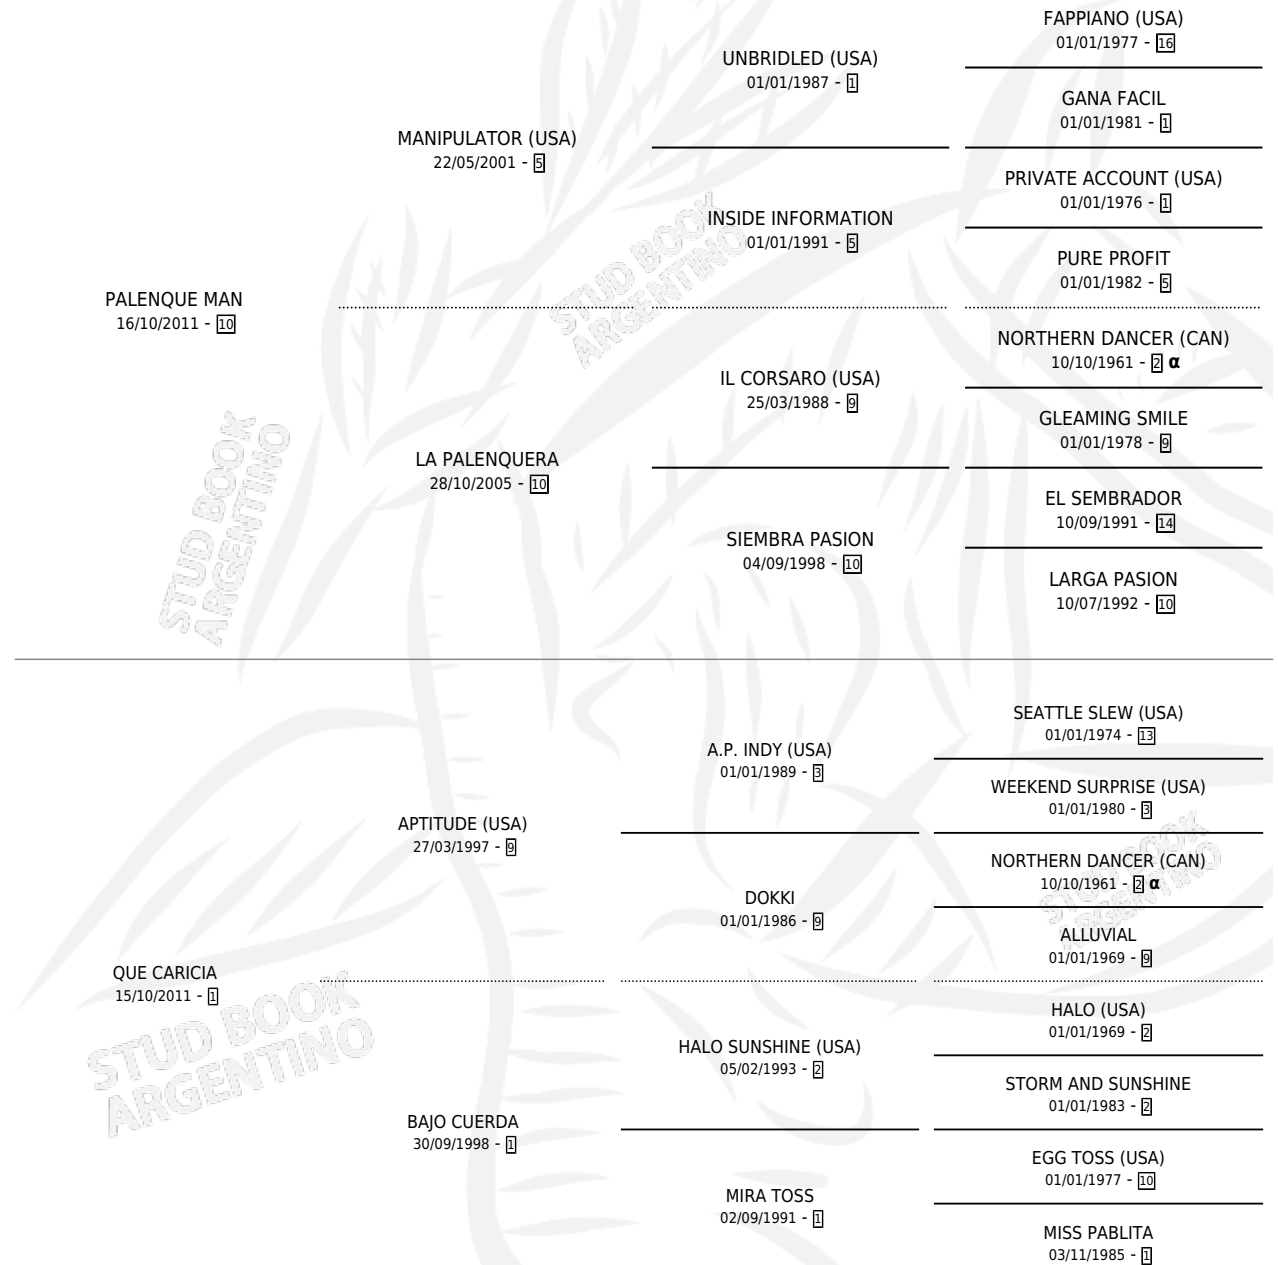 FAPPIANO (USA)
01/01/1977 - 16
UNBRIDLED (USA)
01/01/1987 - 1
GANA FACIL
01/01/1981 - 1
MANIPULATOR (USA)
22/05/2001 - 5
PRIVATE ACCOUNT (USA)
01/01/1976 - 1
INSIDE INFORMATION
01/01/1991 - 5
PURE PROFIT
01/01/1982 - 5
PALENQUE MAN
16/10/2011 - 10
STUD BOOK
ARGENTINO
NORTHERN DANCER (CAN)
10/10/1961 - 2 α
IL CORSARO (USA)
25/03/1988 - 9
GLEAMING SMILE
01/01/1978 - 9
LA PALENQUERA
28/10/2005 - 10
EL SEMBRADOR
10/09/1991 - 14
SIEMBRA PASION
04/09/1998 - 10
LARGA PASION
10/07/1992 - 10
STUD BOOK
ARGENTINO
SEATTLE SLEW (USA)
01/01/1974 - 13
A.P. INDY (USA)
01/01/1989 - 3
WEEKEND SURPRISE (USA)
01/01/1980 - 3
APTITUDE (USA)
27/03/1997 - 9
NORTHERN DANCER (CAN)
10/10/1961 - 2 α
STUD BOOK
ARGENTINO
DOKKI
01/01/1986 - 9
ALLUVIAL
01/01/1969 - 9
QUE CARICIA
15/10/2011 - 1
STUD BOOK
ARGENTINO
HALO (USA)
01/01/1969 - 2
HALO SUNSHINE (USA)
05/02/1993 - 2
STORM AND SUNSHINE
01/01/1983 - 2
BAJO CUERDA
30/09/1998 - 1
EGG TOSS (USA)
01/01/1977 - 10
MIRA TOSS
02/09/1991 - 1
MISS PABLITA
03/11/1985 - 1